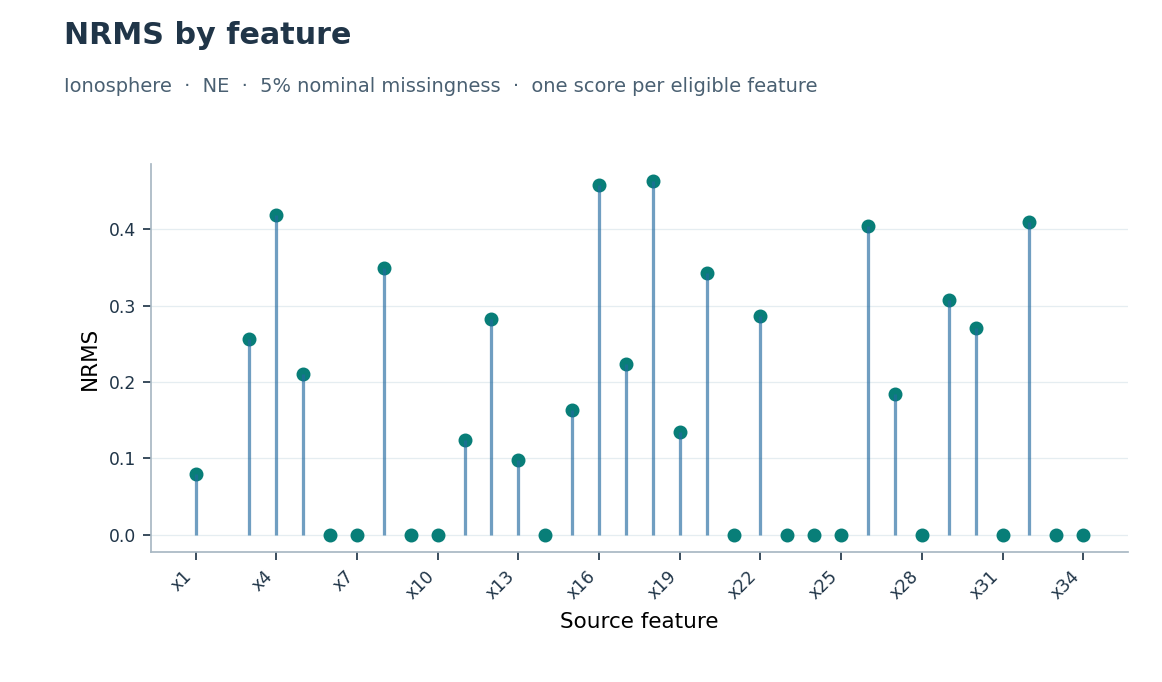 NRMS by feature
Ionosphere · NE · 5% nominal missingness · one score per eligible feature
NRMS
0.4
0.3
0.2
0.1
0.0
x1 x4 x7 x10 x13 x16 x19 x22 x25 x28 x31 x34
Source feature